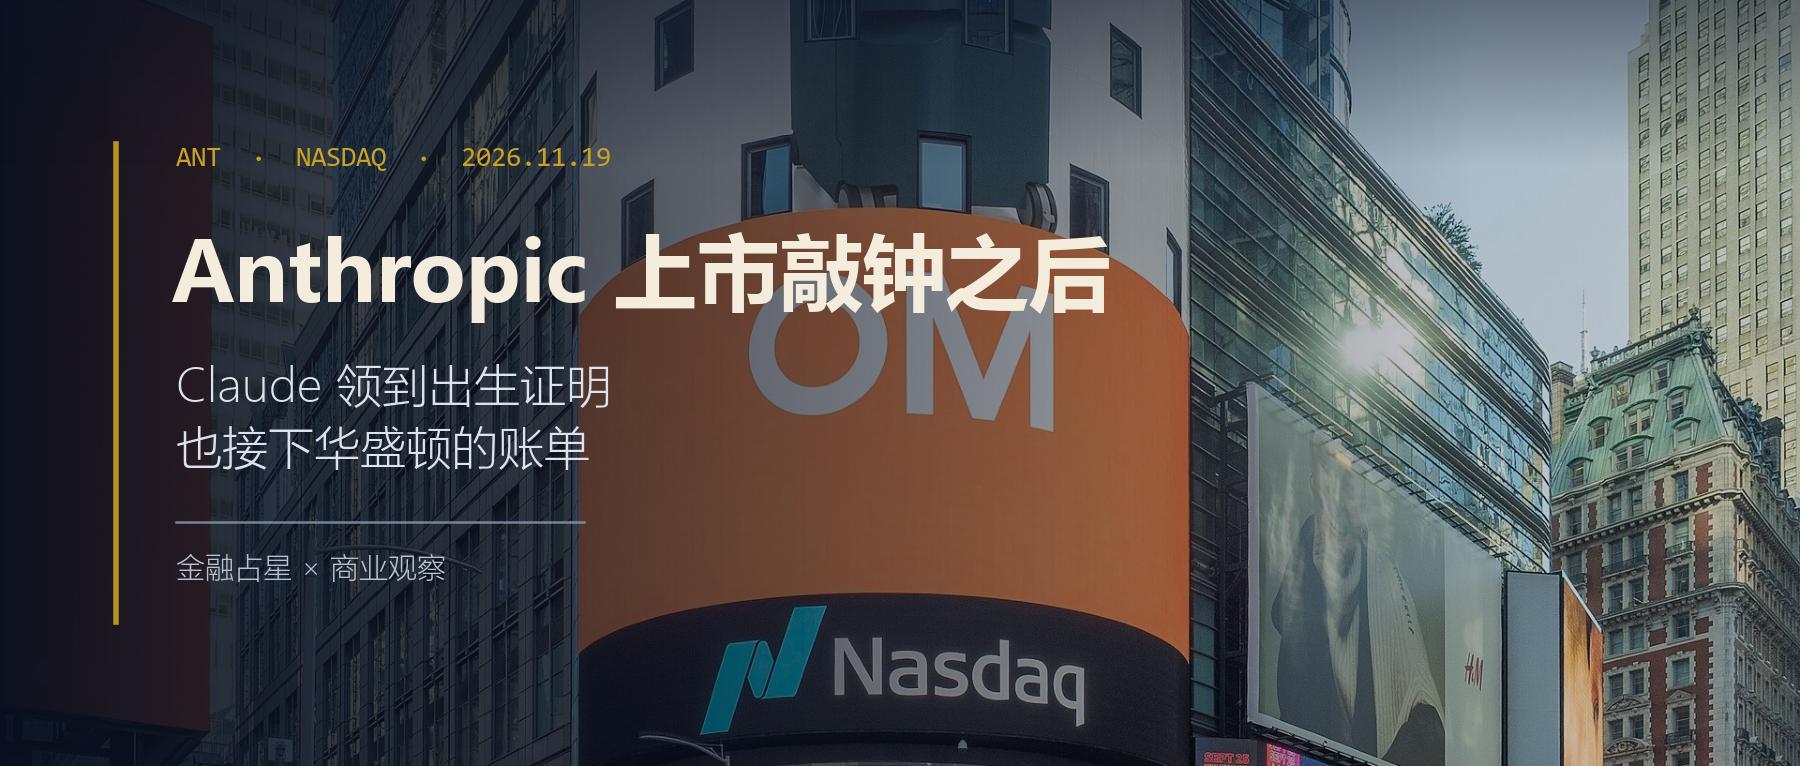 ANT · NASDAQ · 2026.11.19
Anthropic 上市敲钟之后
OM
Claude 领到出生证明
也接下华盛顿的账单
金融占星 × 商业观察
Nasdaq
H&M
SEPT 25